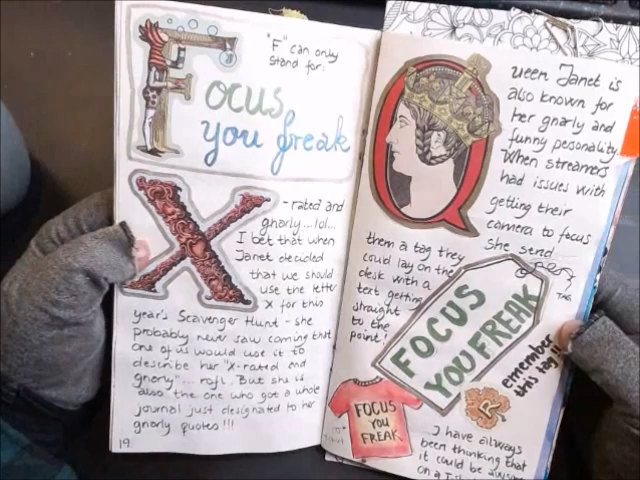 "F" can only
stand for:
Focus
you freak
X - rated and
gnarly...lol...
I bet that when
Janet decided
that we should
use the letter
X for this
year's Scavenger Hunt - she
probably never saw coming that
one of us would use it to
describe her "x-rated and
gnarly"... rofl. But she is
also the one who got a whole
journal just designated to her
gnarly quotes!!!
19.
Queen Janet is
also known for
her gnarly and
funny personality.
When streamers
had issues with
getting their
camera to focus
she send
them a tag they
could lay on the
desk with a
text getting
straight
to the
point!
TAG
FOCUS
YOU FREAK
Remember
this tag!!
FOCUS
YOU
FREAK
I have always
been thinking that
it could be
on a